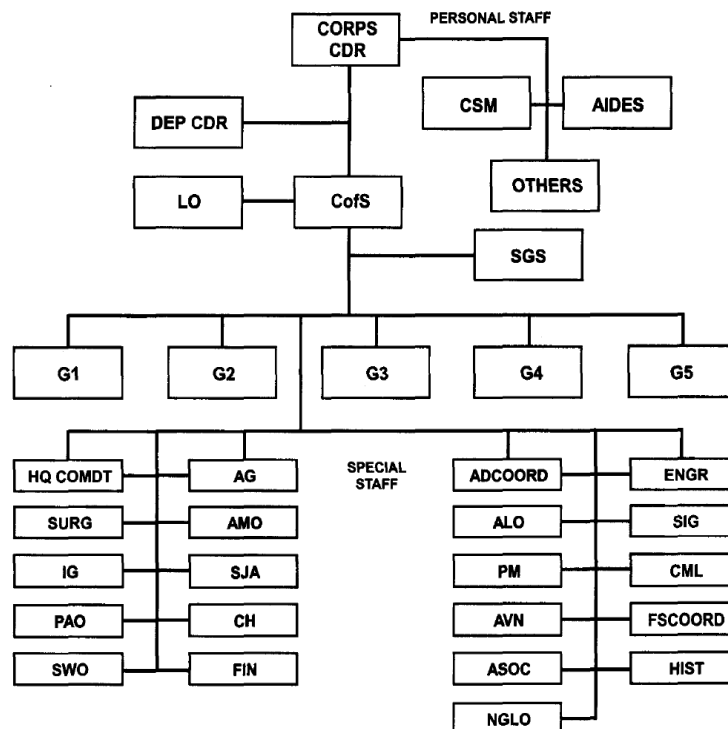 PERSONAL STAFF
CORPS
CDR
CSM
AIDES
DEP CDR
OTHERS
LO
CofS
SGS
G1
G2
G3
G4
G5
SPECIAL
STAFF
HQ COMDT
AG
ADCOORD
ENGR
SURG
AMO
ALO
SIG
IG
SJA
PM
CML
PAO
CH
AVN
FSCOORD
SWO
FIN
ASOC
HIST
NGLO